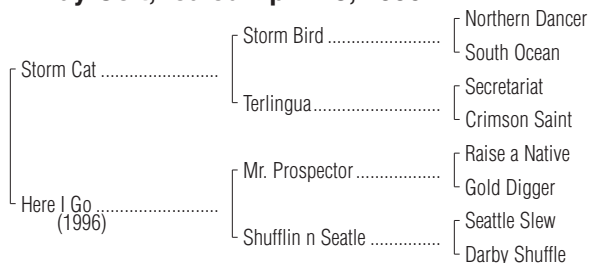 Northern Dancer
Storm Bird ........................
South Ocean
Storm Cat .........................
Secretariat
Terlingua...........................
Crimson Saint
Raise a Native
Mr. Prospector..................
Gold Digger
Here I Go ..........................
(1996)
Seattle Slew
Shufflin n Seatle ...............
Darby Shuffle